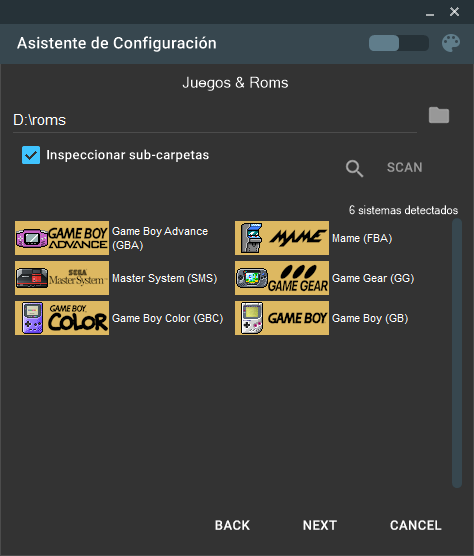 Asistente de Configuración
Juegos & Roms
D:\roms
Inspeccionar sub-carpetas
SCAN
6 sistemas detectados
GAME BOY
ADVANCE
Game Boy Advance
(GBA)
MAME
Mame (FBA)
SEGA
Master System
Master System (SMS)
GAME GEAR
Game Gear (GG)
GAME BOY
COLOR
Game Boy Color (GBC)
GAME BOY
Game Boy (GB)
BACK
NEXT
CANCEL